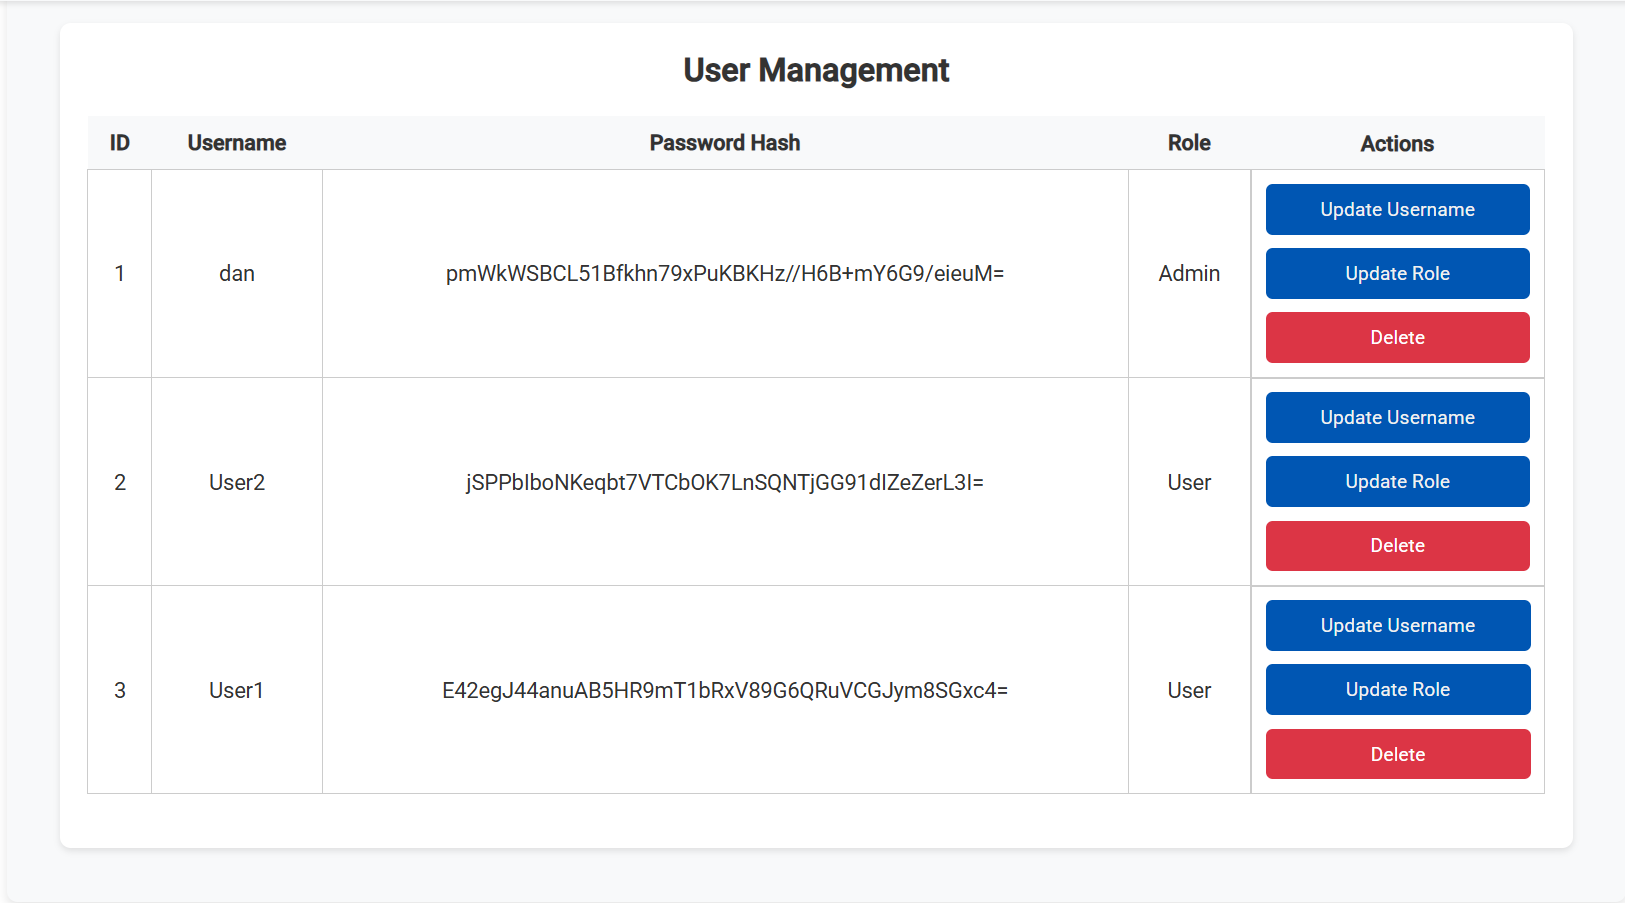 User Management
ID Username Password Hash Role Actions
Update Username
1 dan pmWkWSBCL51Bfkhn79xPuKBKHz//H6B+mY6G9/eieuM= Admin Update Role
Delete
Update Username
2 User2 jSPPbIboNKeqbt7VTCbOK7LnSQNTjGG91dIZeZerL3I= User Update Role
Delete
Update Username
3 User1 E42egJ44anuAB5HR9mT1bRxV89G6QRuVCGJym8SGxc4= User Update Role
Delete